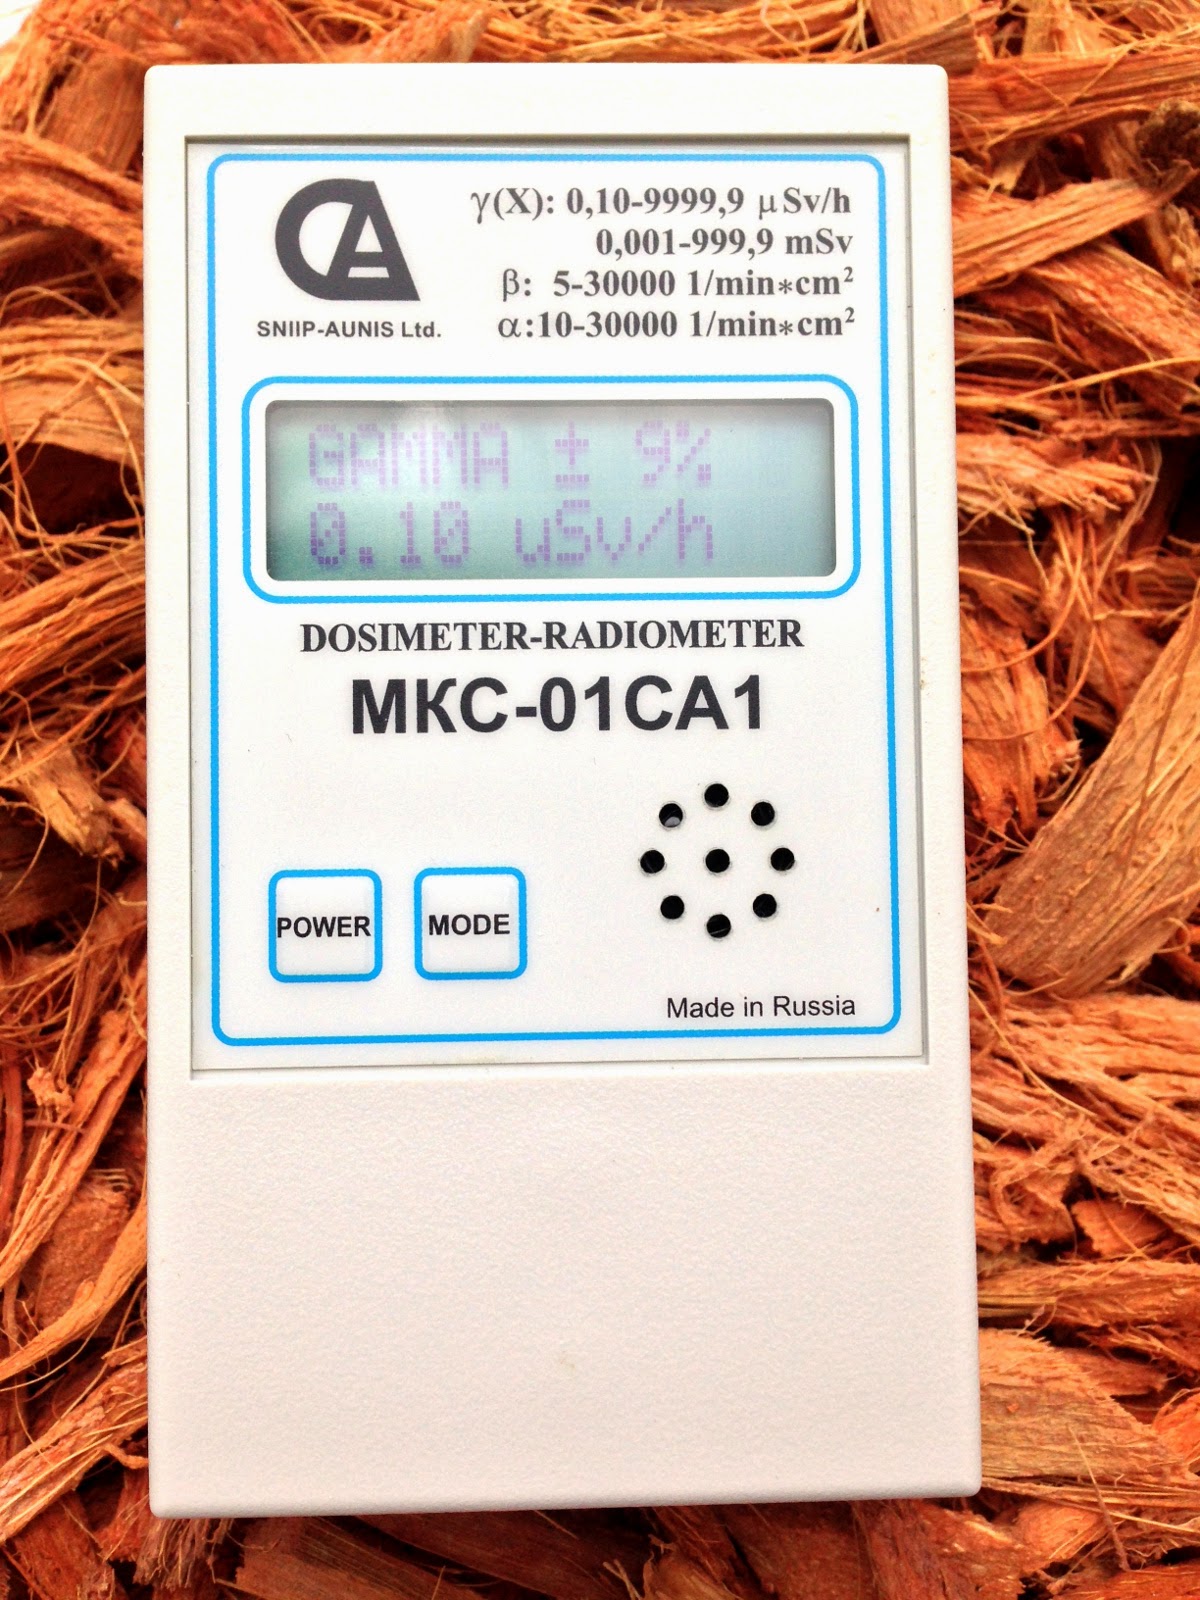 γ(X): 0,10-9999,9 μSv/h
0,001-999,9 mSv
β: 5-30000 1/min*cm²
α:10-30000 1/min*cm²
CA
SNIIP-AUNIS Ltd.
GAMMA ± 9%
0.10 uSv/h
DOSIMETER-RADIOMETER
МКС-01СА1
POWER
MODE
Made in Russia